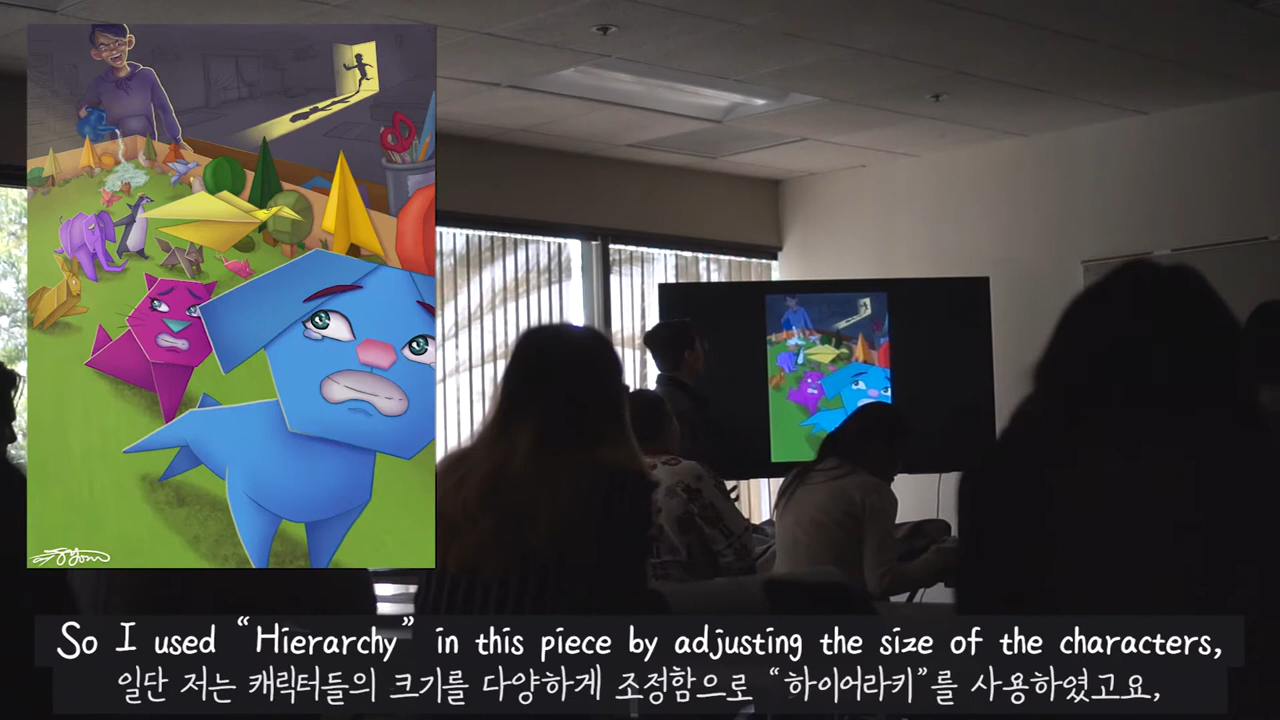 So I used “Hierarchy” in this piece by adjusting the size of the characters,
일단 저는 캐릭터들의 크기를 다양하게 조정함으로 “하이어라키”를 사용하였고요,